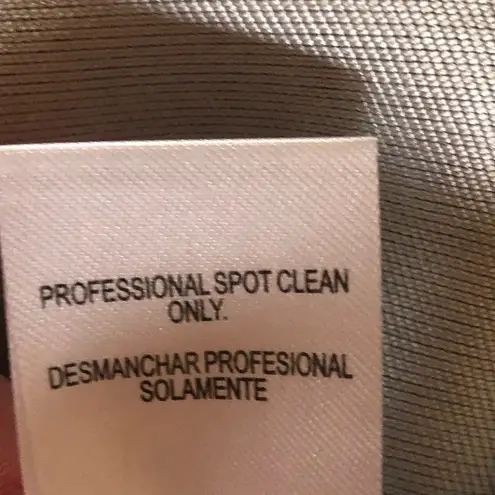 PROFESSIONAL SPOT CLEAN
ONLY.
DESMANCHAR PROFESIONAL
SOLAMENTE